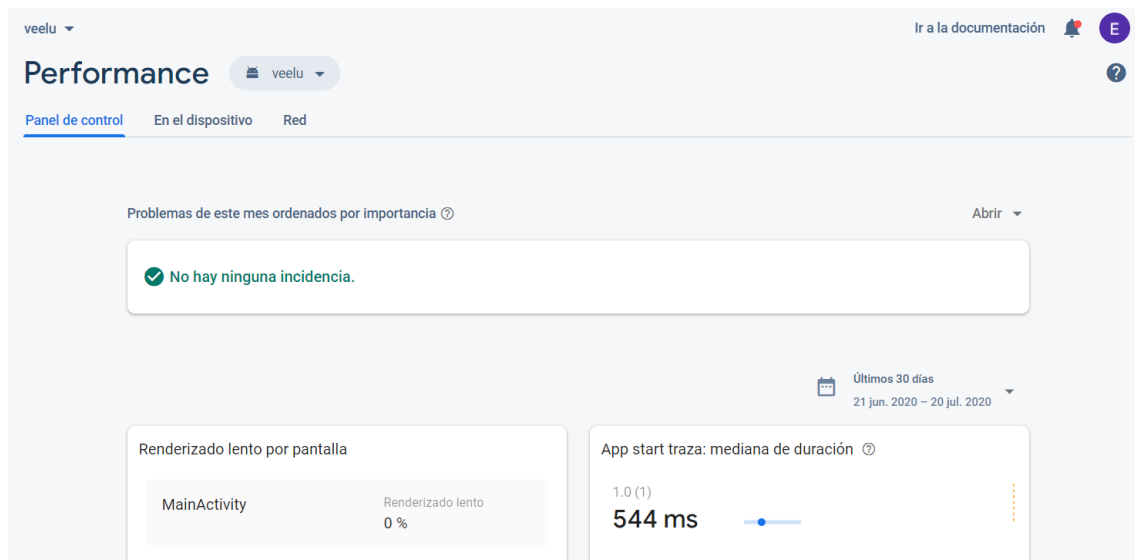 veelu
Ir a la documentación
E
Performance
veelu
Panel de control En el dispositivo Red
Problemas de este mes ordenados por importancia
Abrir
No hay ninguna incidencia.
Últimos 30 días
21 jun. 2020 – 20 jul. 2020
Renderizado lento por pantalla
MainActivity
Renderizado lento
0 %
App start traza: mediana de duración
1.0 (1)
544 ms